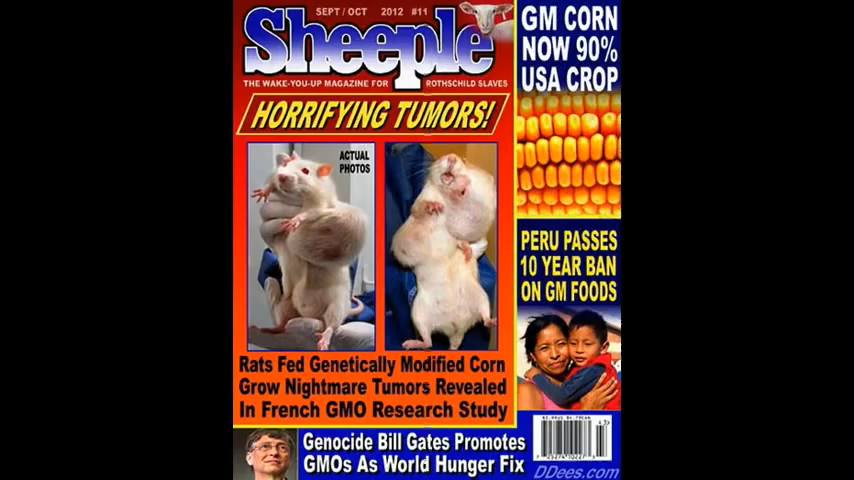 SEPT / OCT 2012 #11
Sheeple
THE WAKE-YOU-UP MAGAZINE FOR ROTHSCHILD SLAVES
HORRIFYING TUMORS!
ACTUAL
PHOTOS
Rats Fed Genetically Modified Corn
Grow Nightmare Tumors Revealed
In French GMO Research Study
Genocide Bill Gates Promotes
GMOs As World Hunger Fix
GM CORN
NOW 90%
USA CROP
PERU PASSES
10 YEAR BAN
ON GM FOODS
DDees.com